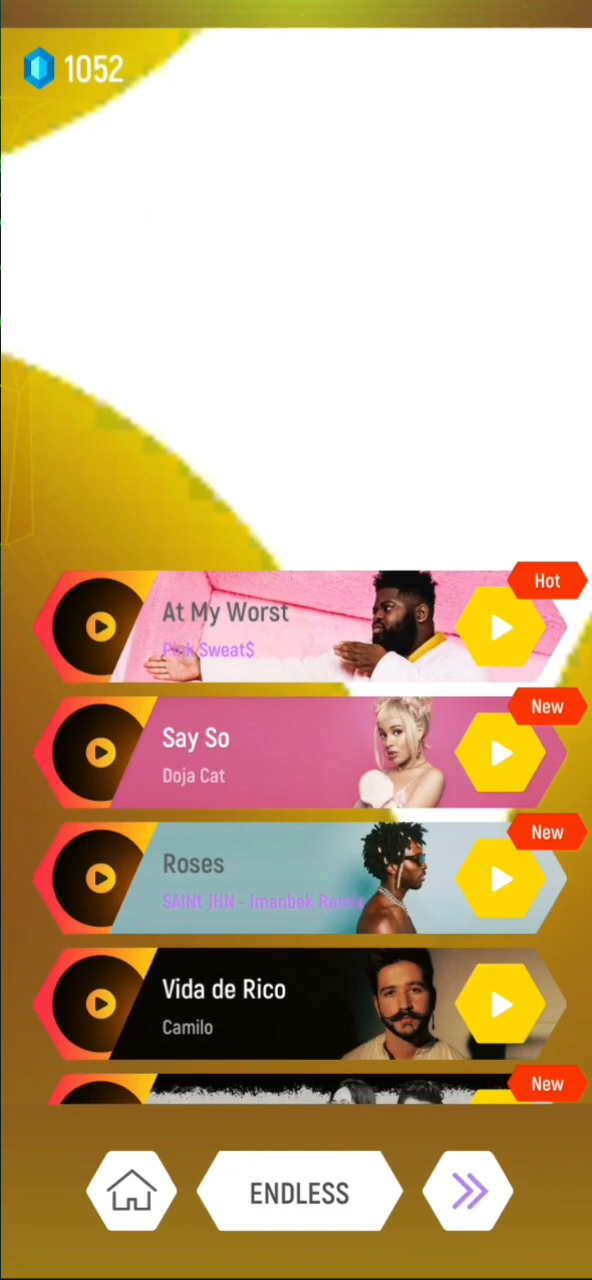 1052
Hot
At My Worst
Pink Sweat$
New
Say So
Doja Cat
New
Roses
SAINt JHN - Imanbek Remix
Vida de Rico
Camilo
New
ENDLESS